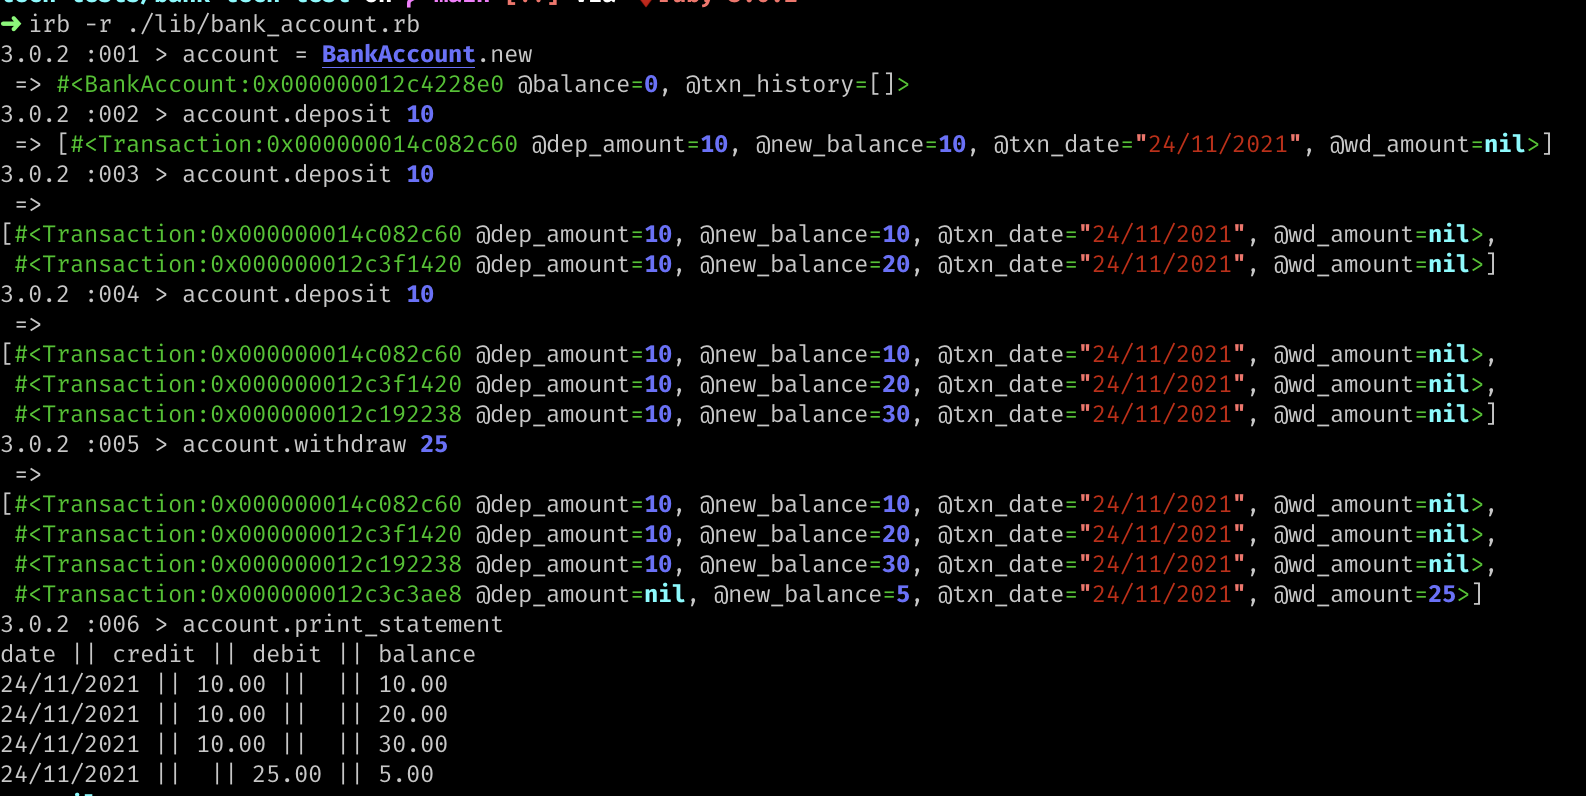 ➜ irb -r ./lib/bank_account.rb
3.0.2 :001 > account = BankAccount.new
 => #<BankAccount:0x000000012c4228e0 @balance=0, @txn_history=[]>
3.0.2 :002 > account.deposit 10
 => [#<Transaction:0x000000014c082c60 @dep_amount=10, @new_balance=10, @txn_date="24/11/2021", @wd_amount=nil>]
3.0.2 :003 > account.deposit 10
 =>
[#<Transaction:0x000000014c082c60 @dep_amount=10, @new_balance=10, @txn_date="24/11/2021", @wd_amount=nil>,
 #<Transaction:0x000000012c3f1420 @dep_amount=10, @new_balance=20, @txn_date="24/11/2021", @wd_amount=nil>]
3.0.2 :004 > account.deposit 10
 =>
[#<Transaction:0x000000014c082c60 @dep_amount=10, @new_balance=10, @txn_date="24/11/2021", @wd_amount=nil>,
 #<Transaction:0x000000012c3f1420 @dep_amount=10, @new_balance=20, @txn_date="24/11/2021", @wd_amount=nil>,
 #<Transaction:0x000000012c192238 @dep_amount=10, @new_balance=30, @txn_date="24/11/2021", @wd_amount=nil>]
3.0.2 :005 > account.withdraw 25
 =>
[#<Transaction:0x000000014c082c60 @dep_amount=10, @new_balance=10, @txn_date="24/11/2021", @wd_amount=nil>,
 #<Transaction:0x000000012c3f1420 @dep_amount=10, @new_balance=20, @txn_date="24/11/2021", @wd_amount=nil>,
 #<Transaction:0x000000012c192238 @dep_amount=10, @new_balance=30, @txn_date="24/11/2021", @wd_amount=nil>,
 #<Transaction:0x000000012c3c3ae8 @dep_amount=nil, @new_balance=5, @txn_date="24/11/2021", @wd_amount=25>]
3.0.2 :006 > account.print_statement
date || credit || debit || balance
24/11/2021 || 10.00 ||  || 10.00
24/11/2021 || 10.00 ||  || 20.00
24/11/2021 || 10.00 ||  || 30.00
24/11/2021 ||  || 25.00 || 5.00